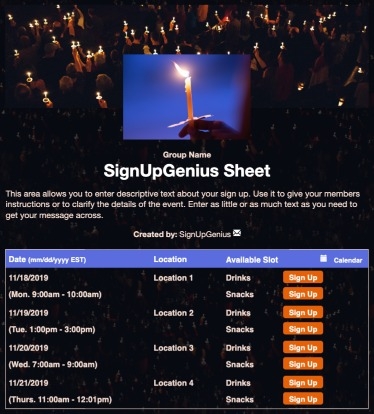 Group Name
SignUpGenius Sheet
This area allows you to enter descriptive text about your sign up. Use it to give your members
instructions or to clarify the details of the event. Enter as little or as much text as you need to
get your message across.
Created by: SignUpGenius
Date (mm/dd/yyyy EST) Location Available Slot Calendar
11/18/2019 Location 1 Drinks Sign Up
(Mon. 9:00am - 10:00am) Snacks Sign Up
11/19/2019 Location 2 Drinks Sign Up
(Tue. 1:00pm - 3:00pm) Snacks Sign Up
11/20/2019 Location 3 Drinks Sign Up
(Wed. 7:00am - 9:00am) Snacks Sign Up
11/21/2019 Location 4 Drinks Sign Up
(Thurs. 11:00am - 12:01pm) Snacks Sign Up